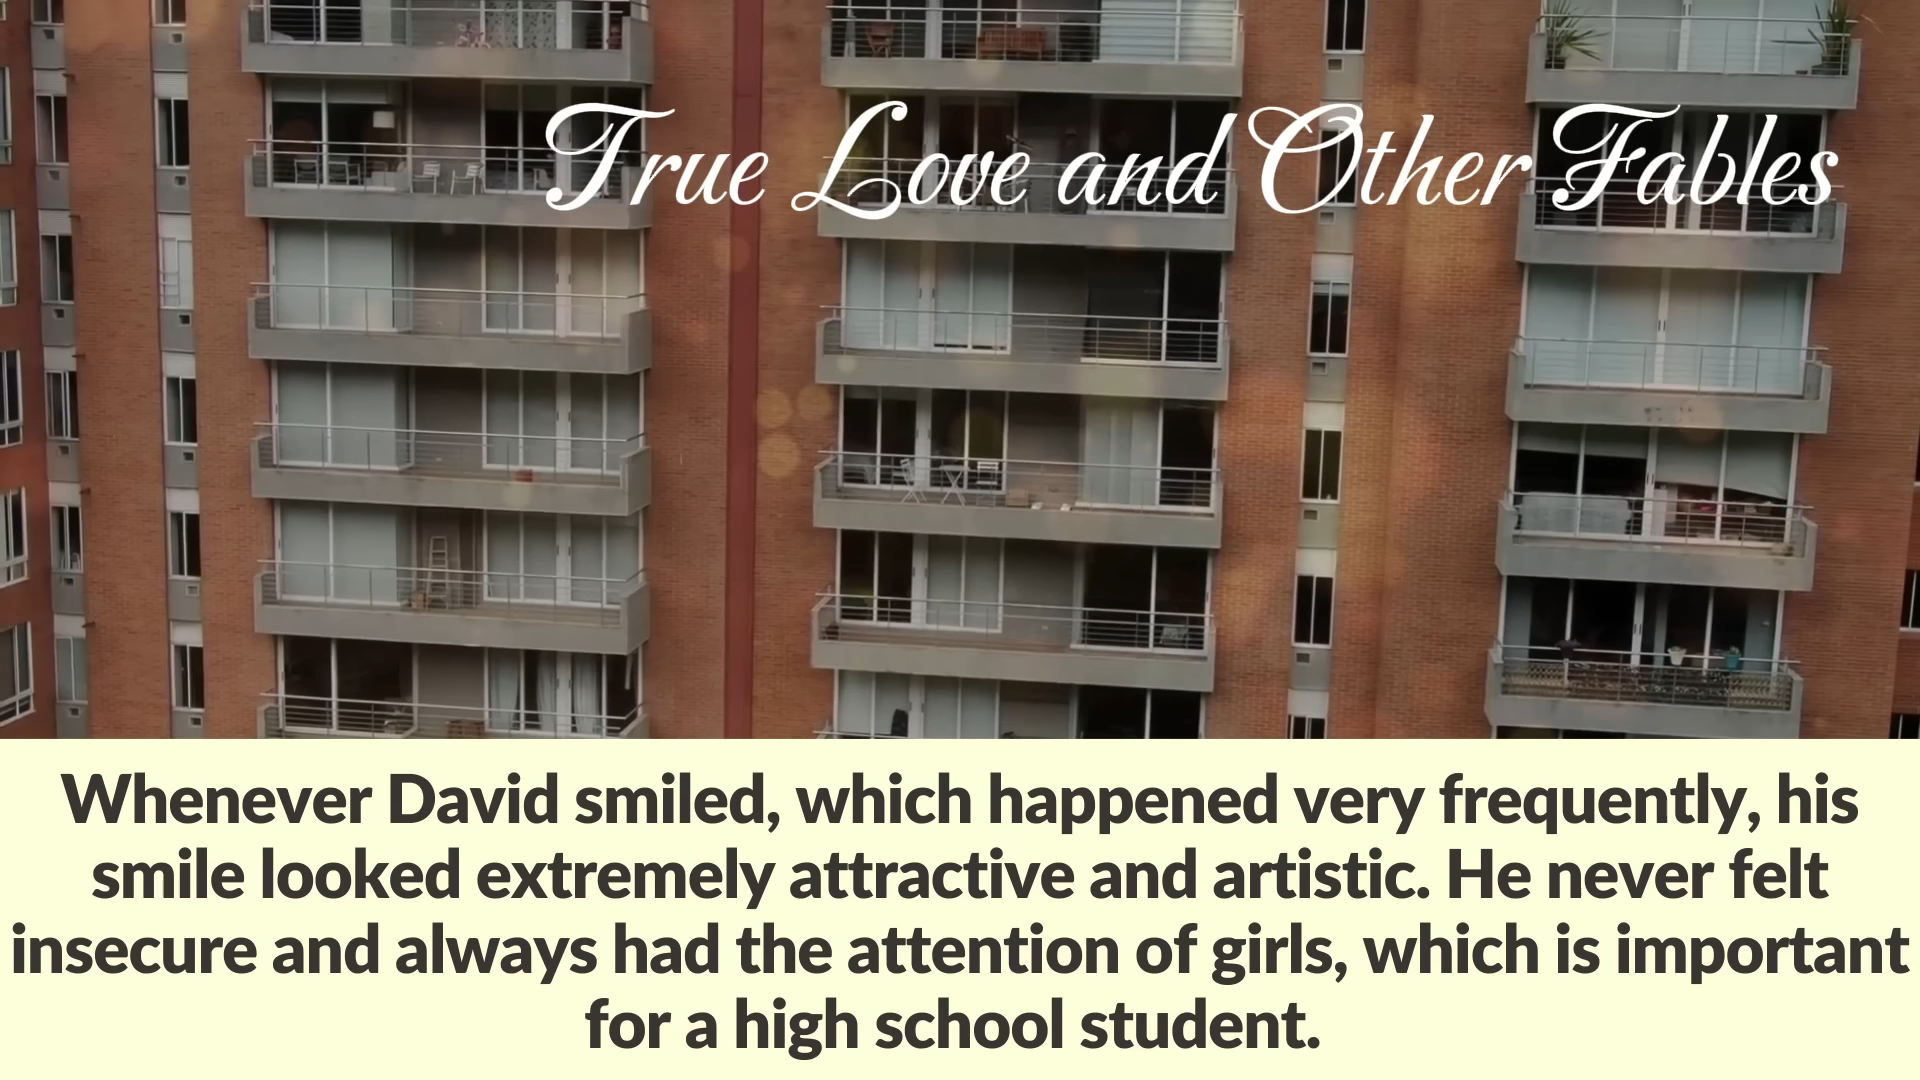 True Love and Other Fables
Whenever David smiled, which happened very frequently, his
smile looked extremely attractive and artistic. He never felt
insecure and always had the attention of girls, which is important
for a high school student.